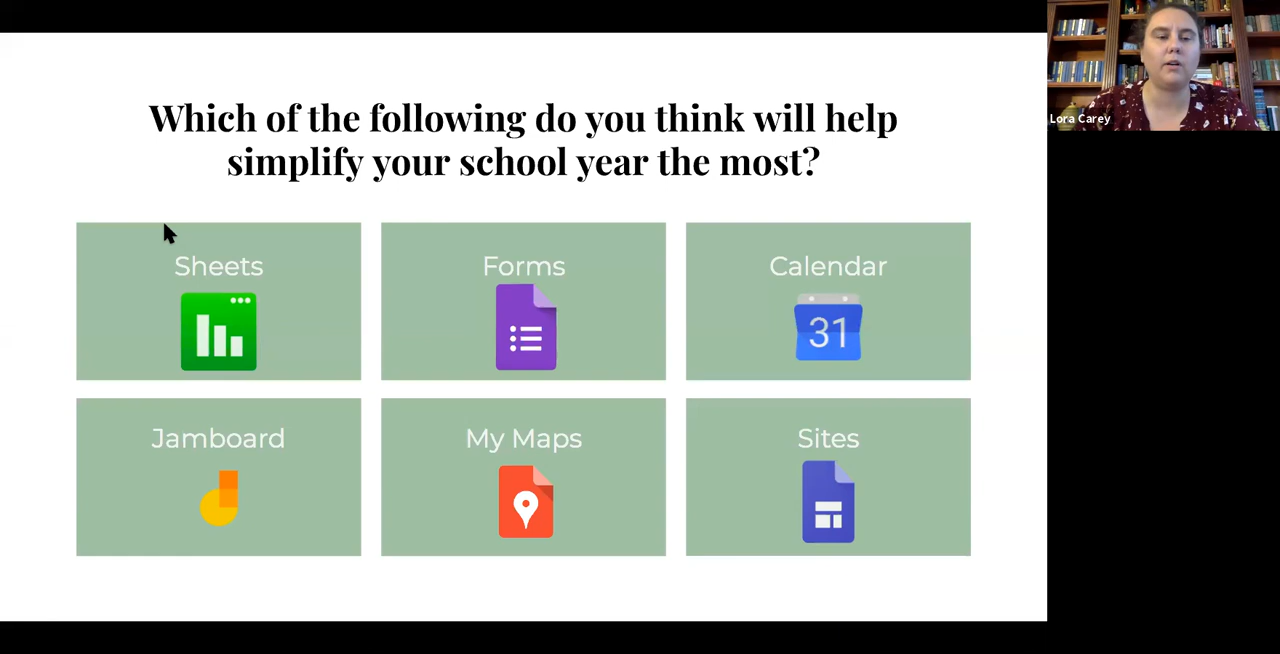 Which of the following do you think will help
simplify your school year the most?
Lora Carey
Sheets
Forms
Calendar
31
Jamboard
My Maps
Sites